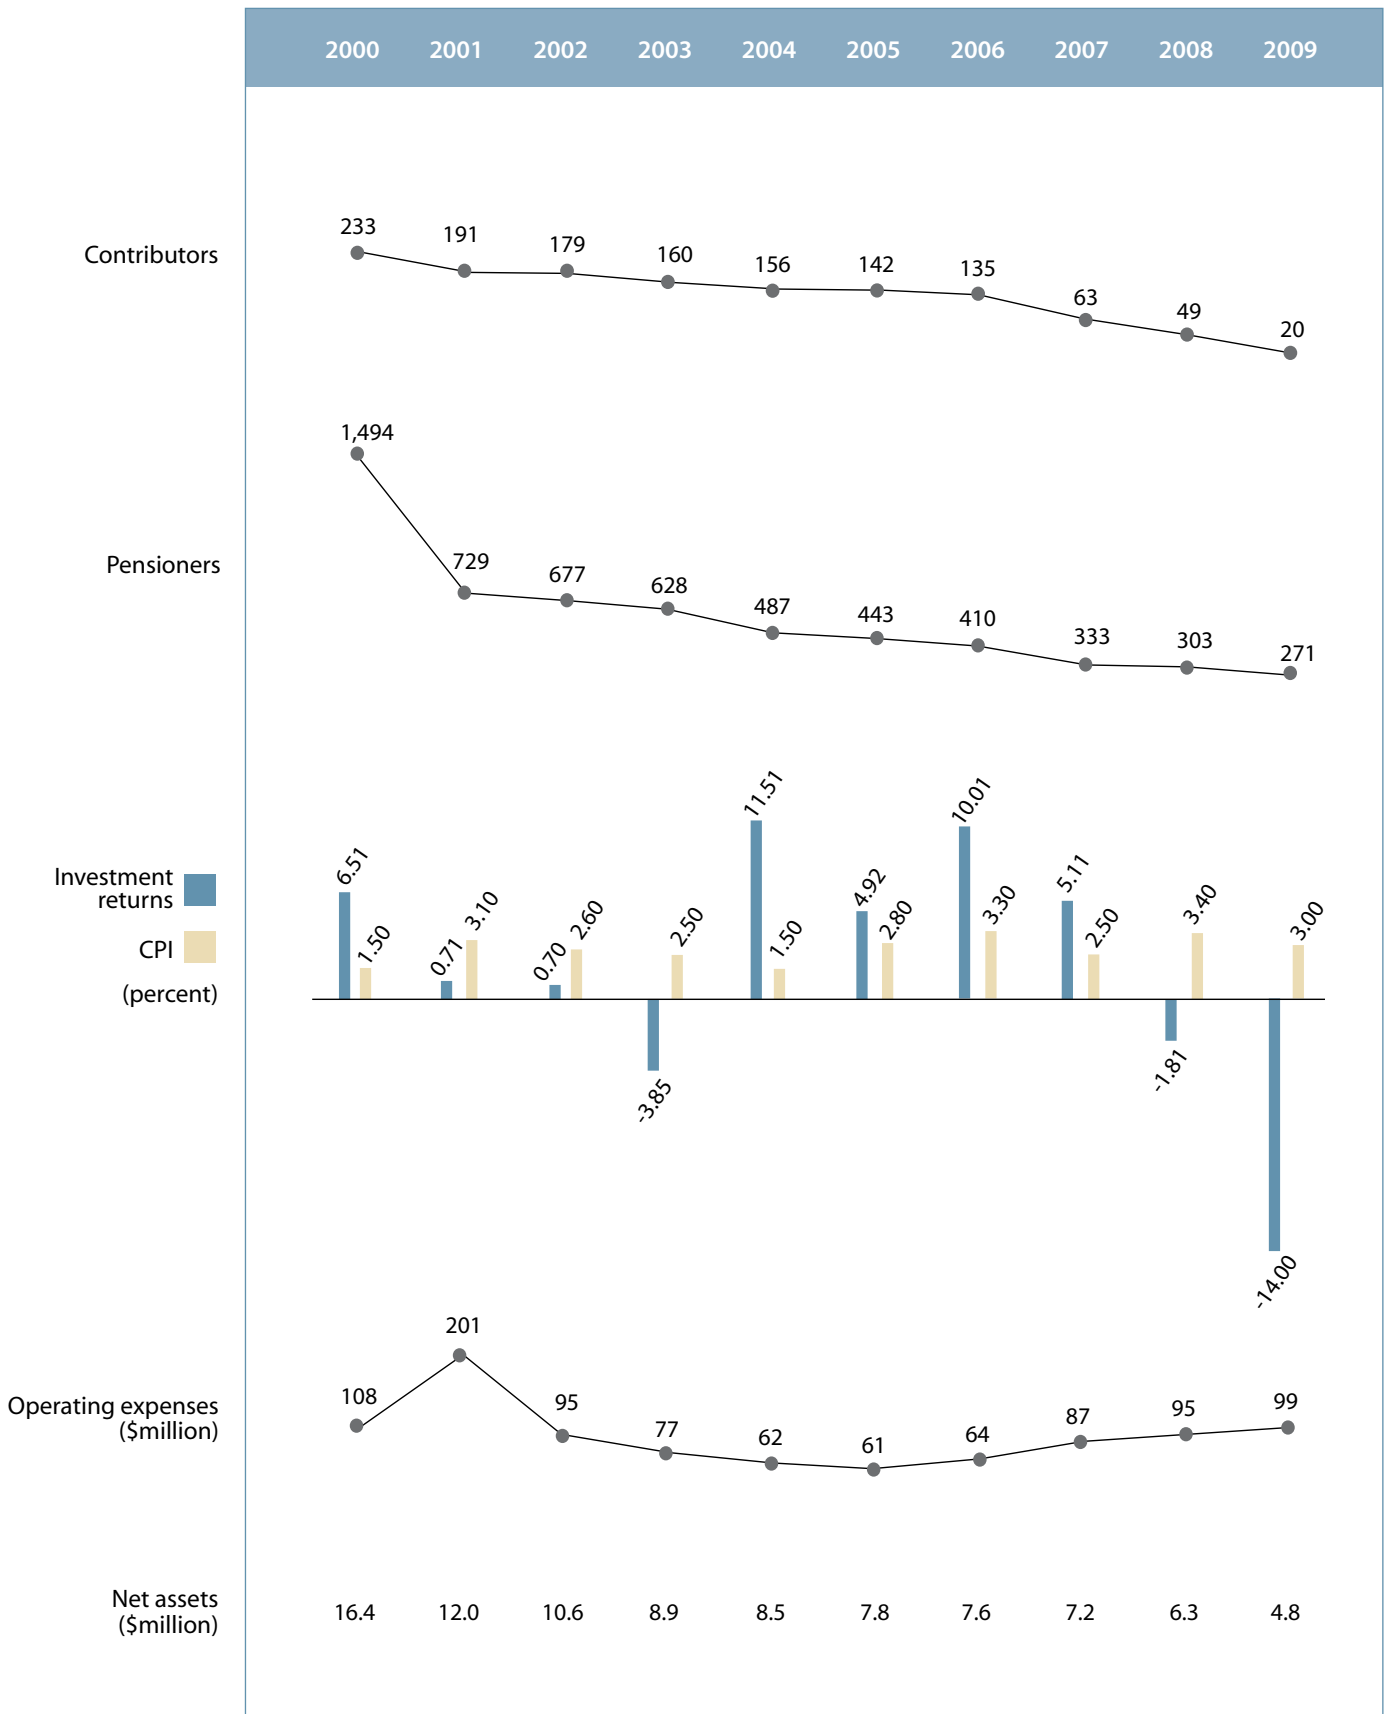 2000 2001 2002 2003 2004 2005 2006 2007 2008 2009
Contributors
233 191 179 160 156 142 135 63 49 20
Pensioners
1,494 729 677 628 487 443 410 333 303 271
Investment
returns
CPI
(percent)
6.51 1.50 0.71 3.10 0.70 2.60 -3.85 2.50 11.51 1.50 4.92 2.80 10.01 3.30 5.11 2.50 -1.81 3.40 -14.00 3.00
Operating expenses
($million)
108 201 95 77 62 61 64 87 95 99
Net assets
($million)
16.4 12.0 10.6 8.9 8.5 7.8 7.6 7.2 6.3 4.8